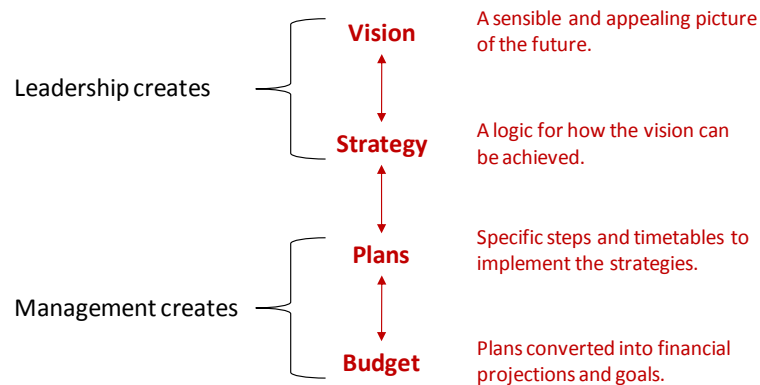 Vision
A sensible and appealing picture
of the future.
Leadership creates
Strategy
A logic for how the vision can
be achieved.
Plans
Specific steps and timetables to
implement the strategies.
Management creates
Budget
Plans converted into financial
projections and goals.